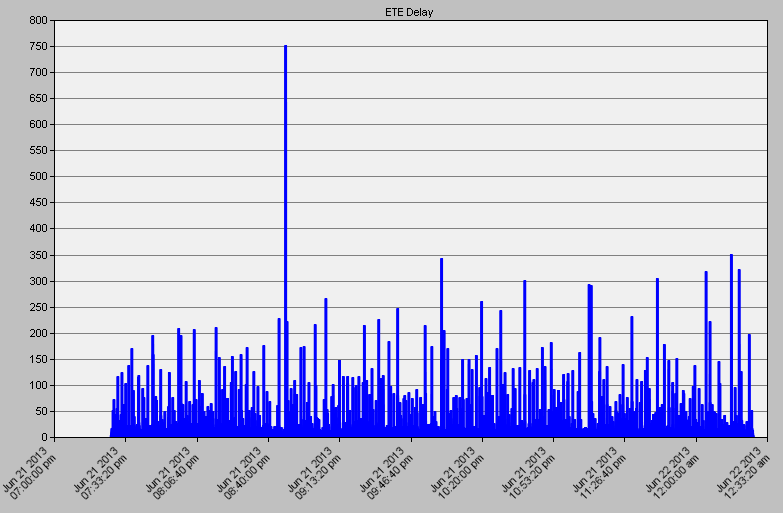 ETE Delay
800
750
700
650
600
550
500
450
400
350
300
250
200
150
100
50
0
Jun 21 2013
07:00:00 pm
Jun 21 2013
07:33:20 pm
Jun 21 2013
08:06:40 pm
Jun 21 2013
08:40:00 pm
Jun 21 2013
09:13:20 pm
Jun 21 2013
09:46:40 pm
Jun 21 2013
10:20:00 pm
Jun 21 2013
10:53:20 pm
Jun 21 2013
11:26:40 pm
Jun 22 2013
12:00:00 am
Jun 22 2013
12:33:20 am